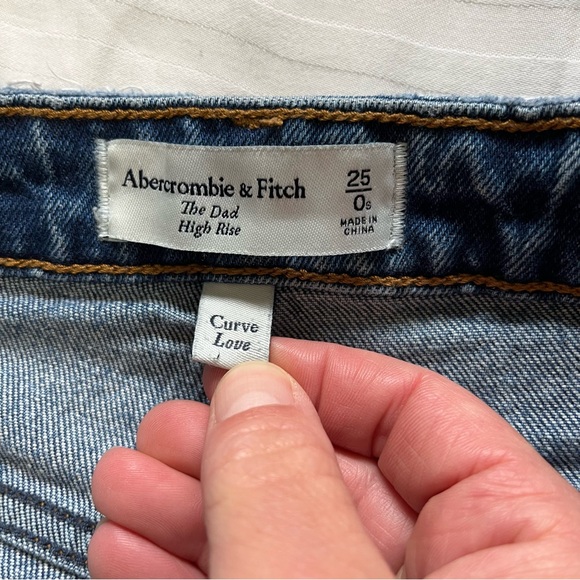 Abercrombie & Fitch
The Dad
High Rise
25
0s
MADE IN
CHINA
Curve
Love